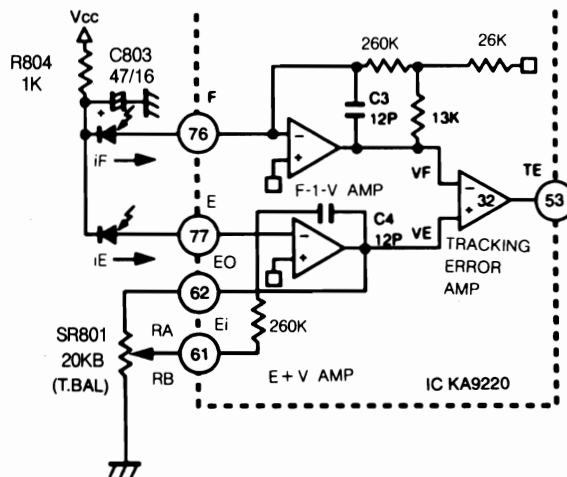 Vcc
R804
1K
C803
47/16
+
F
76
iF
E
77
iE
EO
62
Ei
61
SR801
20KB
(T.BAL)
RA
RB
260K
26K
C3
12P
13K
−
+
F-1-V AMP
VF
C4
12P
−
+
VE
260K
E+V AMP
−
+
32
TE
53
TRACKING
ERROR
AMP
IC KA9220